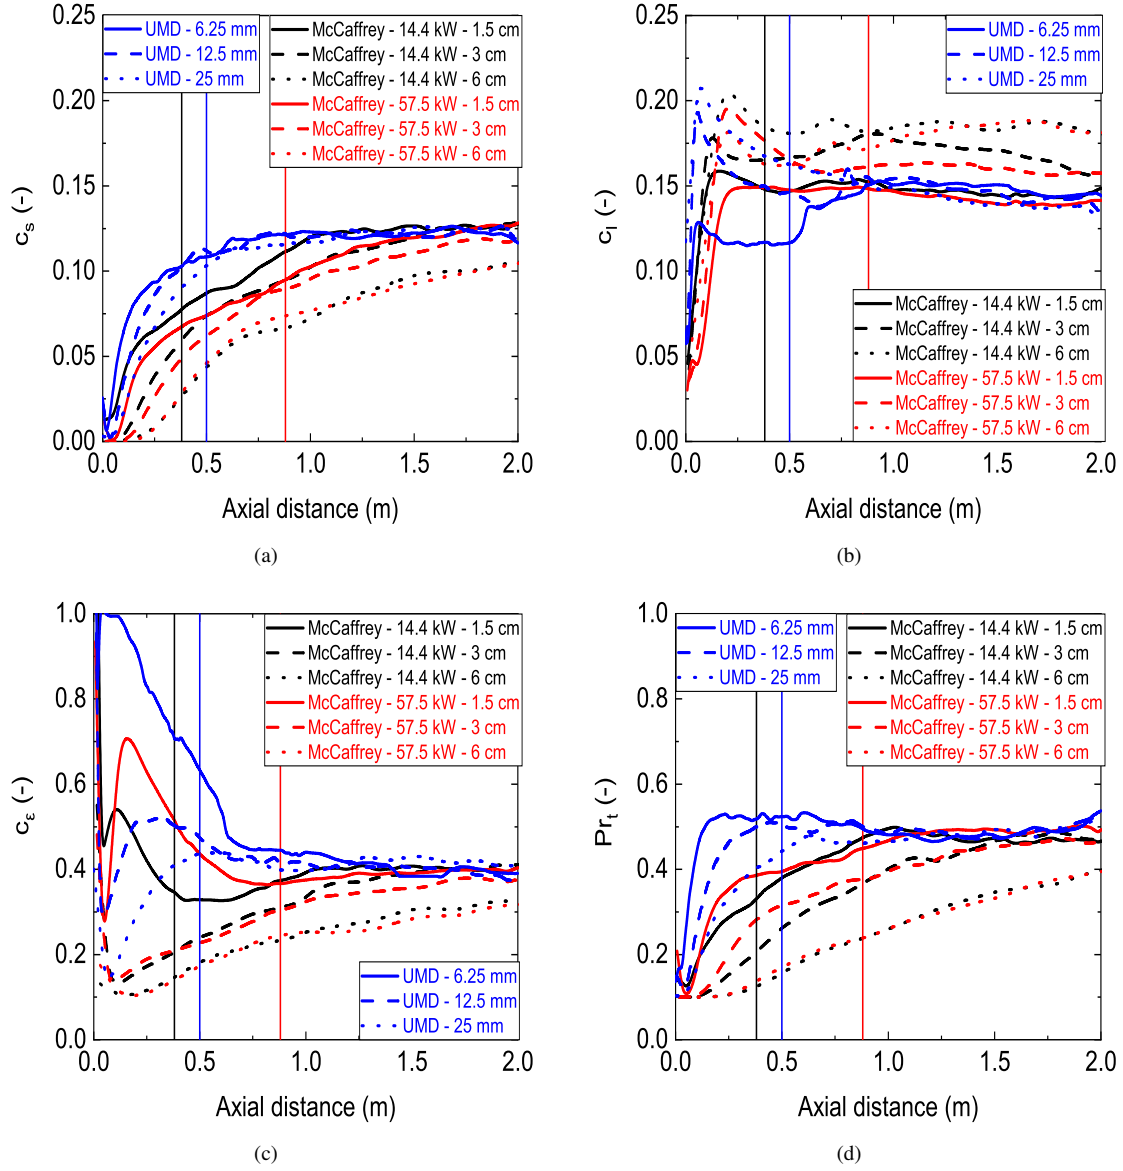 0.25
0.20
0.15
0.10
0.05
0.00
c_s (-)
UMD - 6.25 mm
UMD - 12.5 mm
UMD - 25 mm
McCaffrey - 14.4 kW - 1.5 cm
McCaffrey - 14.4 kW - 3 cm
McCaffrey - 14.4 kW - 6 cm
McCaffrey - 57.5 kW - 1.5 cm
McCaffrey - 57.5 kW - 3 cm
McCaffrey - 57.5 kW - 6 cm
0.0 0.5 1.0 1.5 2.0
Axial distance (m)
(a)
0.25
0.20
0.15
0.10
0.05
0.00
c_l (-)
UMD - 6.25 mm
UMD - 12.5 mm
UMD - 25 mm
McCaffrey - 14.4 kW - 1.5 cm
McCaffrey - 14.4 kW - 3 cm
McCaffrey - 14.4 kW - 6 cm
McCaffrey - 57.5 kW - 1.5 cm
McCaffrey - 57.5 kW - 3 cm
McCaffrey - 57.5 kW - 6 cm
0.0 0.5 1.0 1.5 2.0
Axial distance (m)
(b)
1.0
0.8
0.6
0.4
0.2
0.0
c_ε (-)
McCaffrey - 14.4 kW - 1.5 cm
McCaffrey - 14.4 kW - 3 cm
McCaffrey - 14.4 kW - 6 cm
McCaffrey - 57.5 kW - 1.5 cm
McCaffrey - 57.5 kW - 3 cm
McCaffrey - 57.5 kW - 6 cm
UMD - 6.25 mm
UMD - 12.5 mm
UMD - 25 mm
0.0 0.5 1.0 1.5 2.0
Axial distance (m)
(c)
1.0
0.8
0.6
0.4
0.2
0.0
Pr_t (-)
UMD - 6.25 mm
UMD - 12.5 mm
UMD - 25 mm
McCaffrey - 14.4 kW - 1.5 cm
McCaffrey - 14.4 kW - 3 cm
McCaffrey - 14.4 kW - 6 cm
McCaffrey - 57.5 kW - 1.5 cm
McCaffrey - 57.5 kW - 3 cm
McCaffrey - 57.5 kW - 6 cm
0.0 0.5 1.0 1.5 2.0
Axial distance (m)
(d)